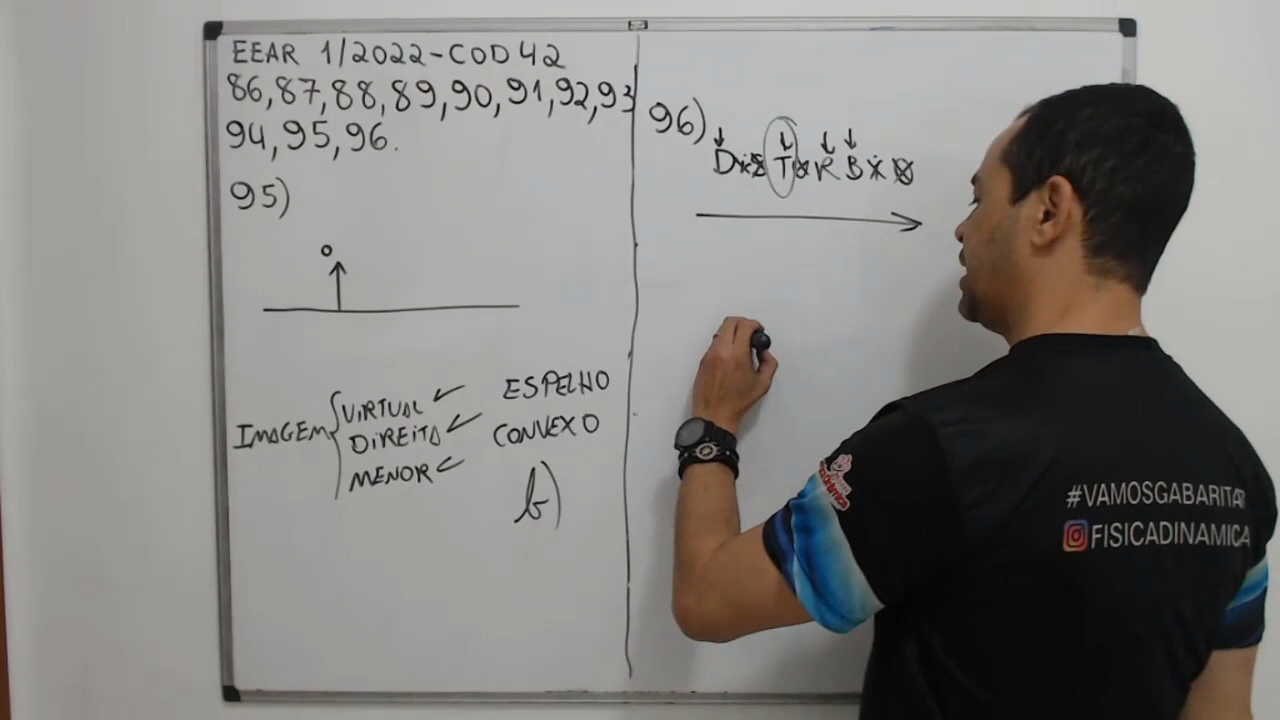 EEAR 1/2022-COD 42
86,87,88,89,90,91,92,93
94,95,96.
95)
o
IMAGEM
VIRTUAL
DIREITA
MENOR
ESPELHO
CONVEXO
b)
96)
D T R B
#VAMOSGABARITAR
FISICADINAMICA